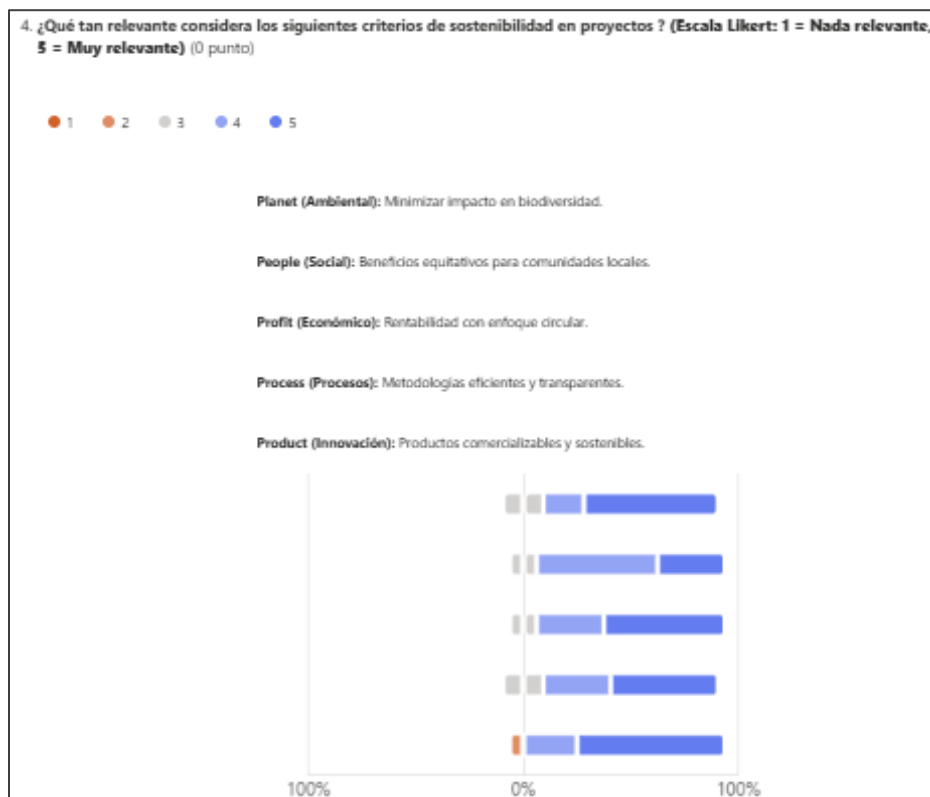 4. ¿Qué tan relevante considera los siguientes criterios de sostenibilidad en proyectos ? (Escala Likert: 1 = Nada relevante,
5 = Muy relevante) (0 punto)
1 2 3 4 5
Planet (Ambiental): Minimizar impacto en biodiversidad.
People (Social): Beneficios equitativos para comunidades locales.
Profit (Económico): Rentabilidad con enfoque circular.
Process (Procesos): Metodologías eficientes y transparentes.
Product (Innovación): Productos comercializables y sostenibles.
100% 0% 100%